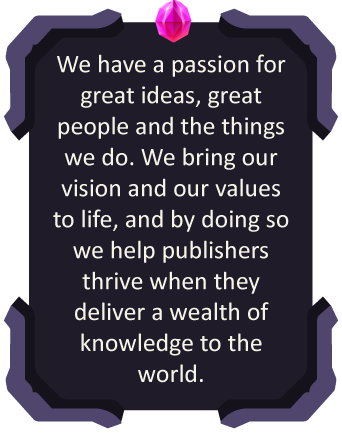 We have a passion for
great ideas, great
people and the things
we do. We bring our
vision and our values
to life, and by doing so
we help publishers
thrive when they
deliver a wealth of
knowledge to the
world.